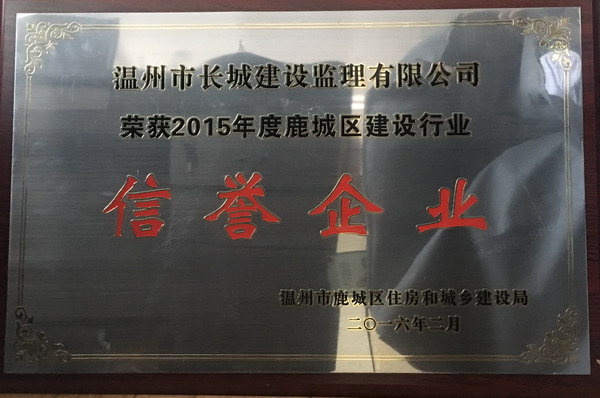 温州市长城建设监理有限公司
荣获2015年度鹿城区建设行业
信誉企业
温州市鹿城区住房和城乡建设局
二〇一六年二月